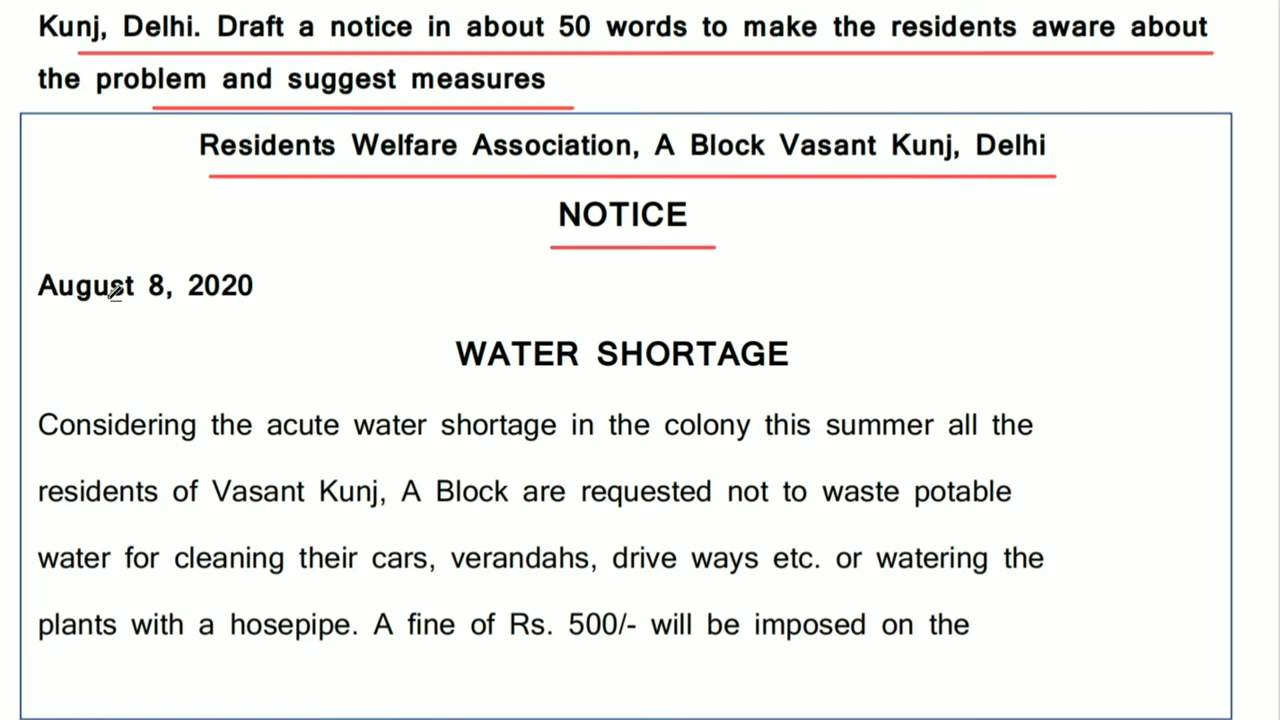 Kunj, Delhi. Draft a notice in about 50 words to make the residents aware about
the problem and suggest measures
Residents Welfare Association, A Block Vasant Kunj, Delhi
NOTICE
August 8, 2020
WATER SHORTAGE
Considering the acute water shortage in the colony this summer all the
residents of Vasant Kunj, A Block are requested not to waste potable
water for cleaning their cars, verandahs, drive ways etc. or watering the
plants with a hosepipe. A fine of Rs. 500/- will be imposed on the